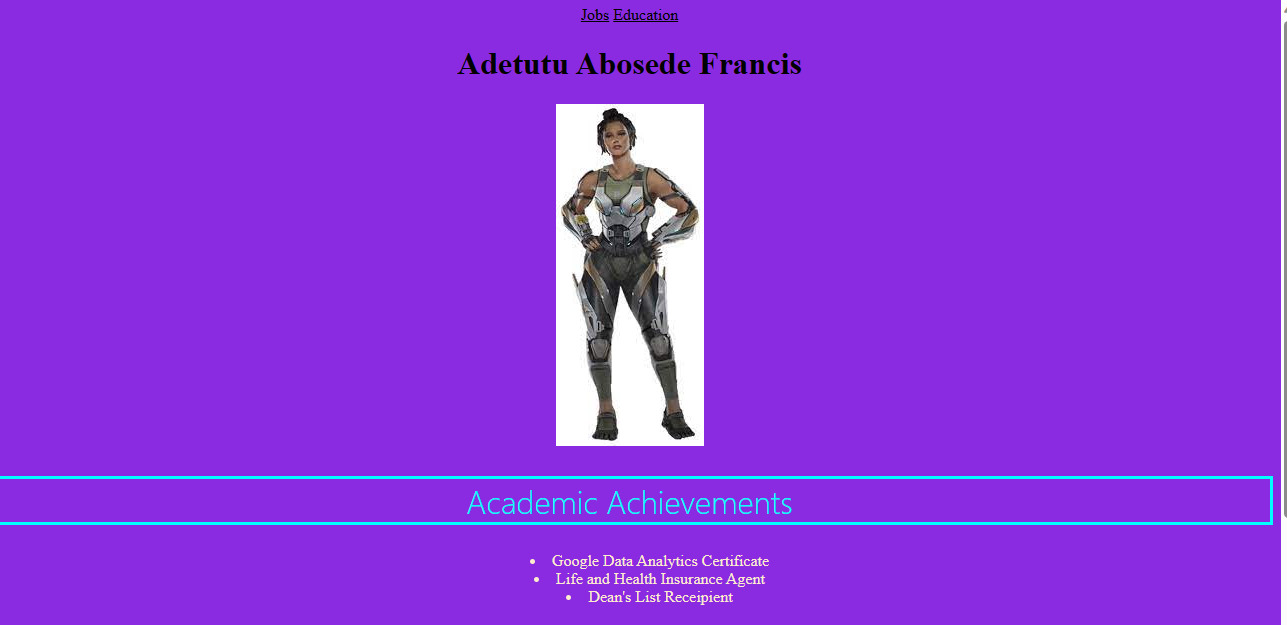 Jobs Education
Adetutu Abosede Francis
Academic Achievements
Google Data Analytics Certificate
Life and Health Insurance Agent
Dean's List Receipient